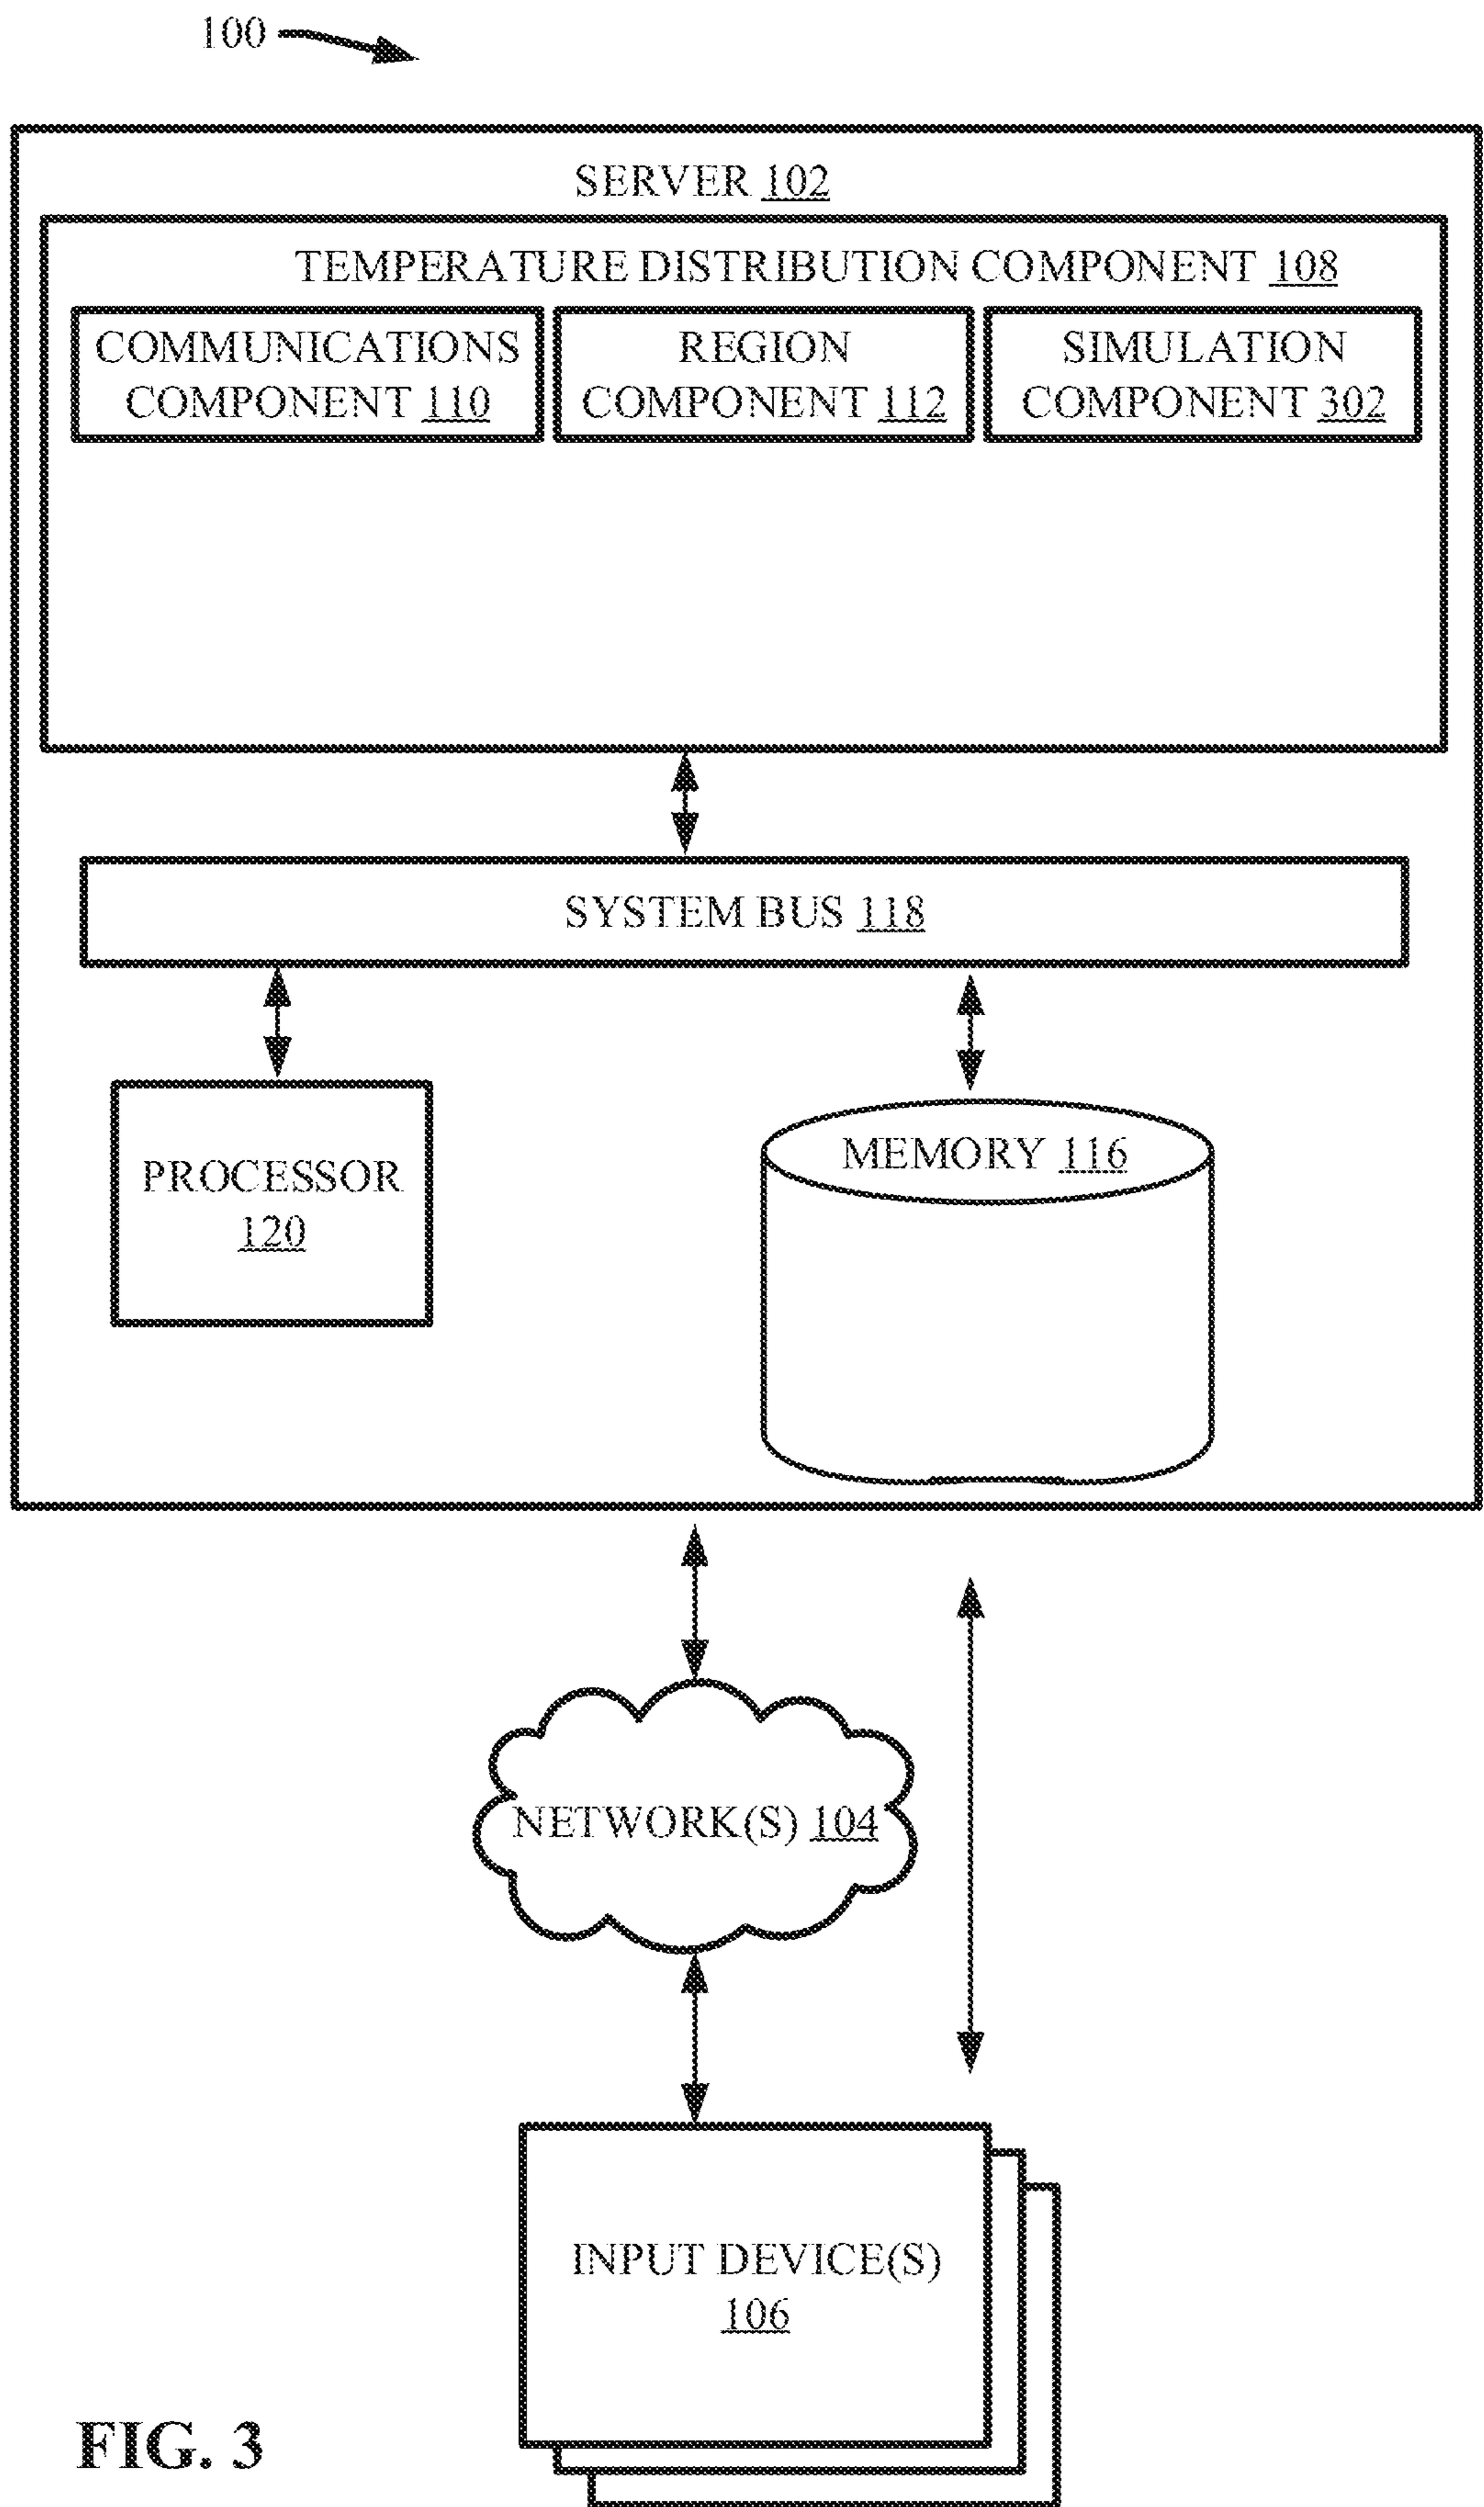 100
SERVER 102
TEMPERATURE DISTRIBUTION COMPONENT 108
COMMUNICATIONS
COMPONENT 110
REGION
COMPONENT 112
SIMULATION
COMPONENT 302
SYSTEM BUS 118
PROCESSOR
120
MEMORY 116
NETWORK(S) 104
INPUT DEVICE(S)
106
FIG. 3